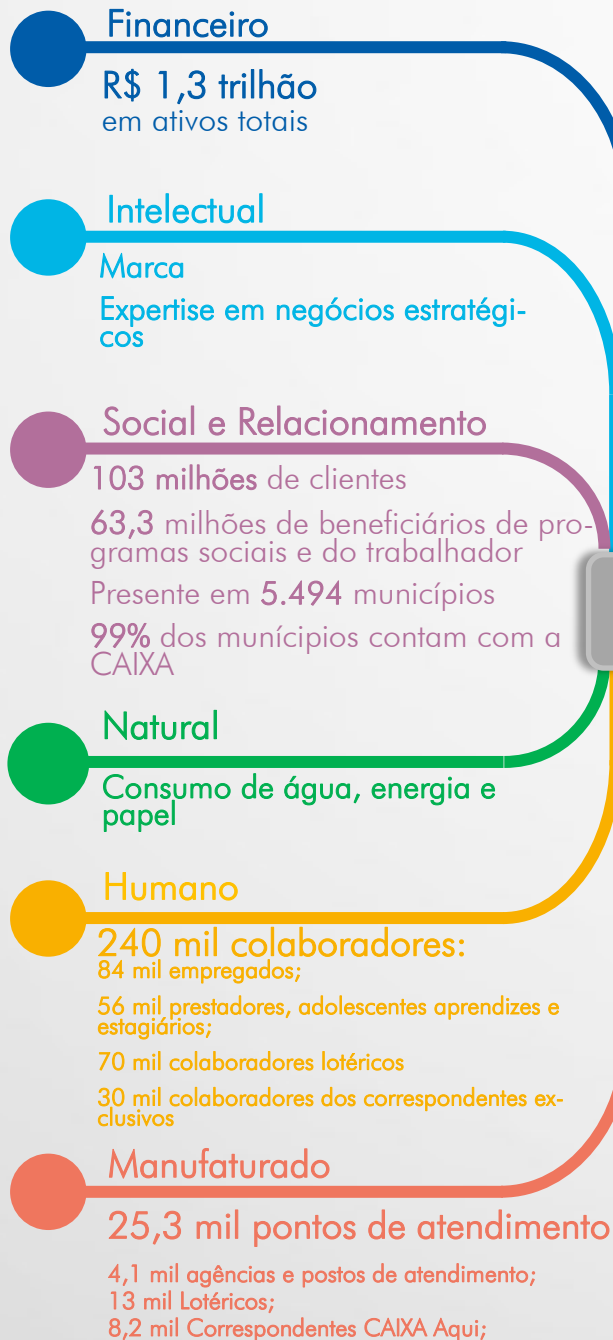 Financeiro
R$ 1,3 trilhão
em ativos totais
Intelectual
Marca
Expertise em negócios estratégi-
cos
Social e Relacionamento
103 milhões de clientes
63,3 milhões de beneficiários de pro-
gramas sociais e do trabalhador
Presente em 5.494 municípios
99% dos munícipios contam com a
CAIXA
Natural
Consumo de água, energia e
papel
Humano
240 mil colaboradores:
84 mil empregados;
56 mil prestadores, adolescentes aprendizes e
estagiários;
70 mil colaboradores lotéricos
30 mil colaboradores dos correspondentes ex-
clusivos
Manufaturado
25,3 mil pontos de atendimento
4,1 mil agências e postos de atendimento;
13 mil Lotéricos;
8,2 mil Correspondentes CAIXA Aqui;